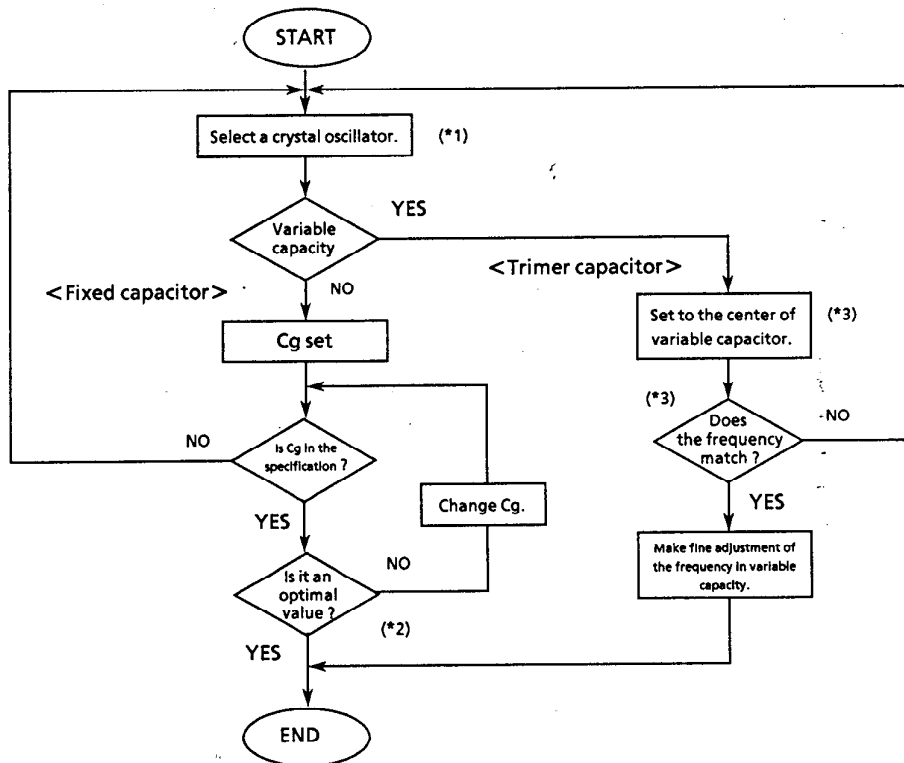 START
Select a crystal oscillator.
(*1)
Variable
capacity
YES
<Trimer capacitor>
<Fixed capacitor>
NO
Cg set
Set to the center of
variable capacitor.
(*3)
(*3)
Does
the frequency
match ?
NO
NO
Is Cg in the
specification ?
Change Cg.
YES
YES
Make fine adjustment of
the frequency in variable
capacity.
Is it an
optimal
value ?
NO
(*2)
YES
END